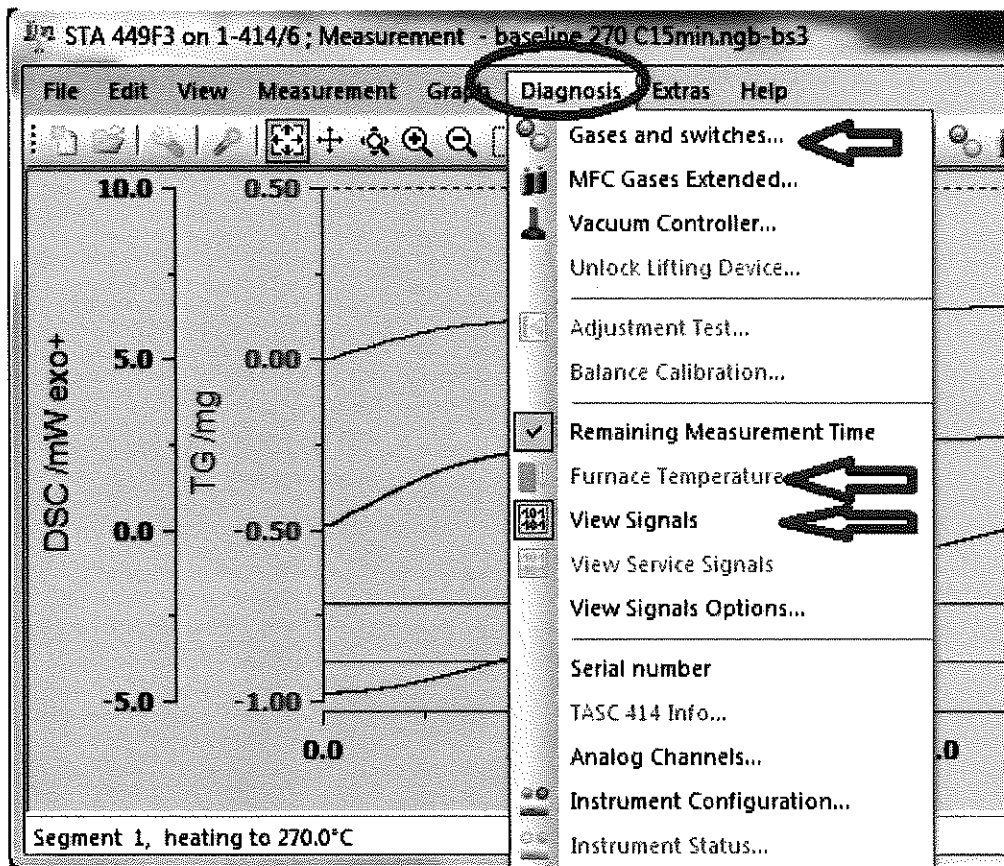 STA 449F3 on 1-414/6 ; Measurement - baseline 270 C15min.ngb-bs3
File Edit View Measurement Graph Diagnosis Extras Help
Gases and switches...
MFC Gases Extended...
Vacuum Controller...
Unlock Lifting Device...
Adjustment Test...
Balance Calibration...
Remaining Measurement Time
Furnace Temperature
View Signals
View Service Signals
View Signals Options...
Serial number
TASC 414 Info...
Analog Channels...
Instrument Configuration...
Instrument Status...
DSC /mW exo+
10.0
5.0
0.0
-5.0
TG /mg
0.50
0.00
-0.50
-1.00
0.0
.0
Segment 1, heating to 270.0°C